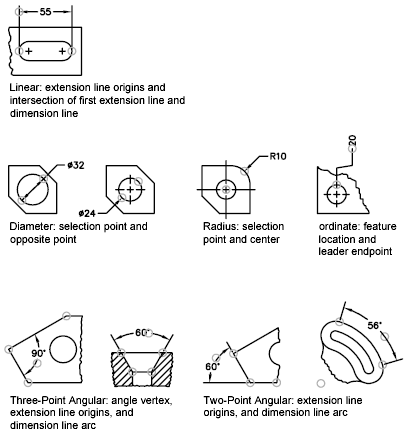 55
Linear: extension line origins and
intersection of first extension line and
dimension line
ø32
ø24
R10
20
Diameter: selection point and
opposite point
Radius: selection
point and center
ordinate: feature
location and
leader endpoint
90°
60°
60°
56°
Three-Point Angular: angle vertex,
extension line origins, and
dimension line arc
Two-Point Angular: extension line
origins, and dimension line arc